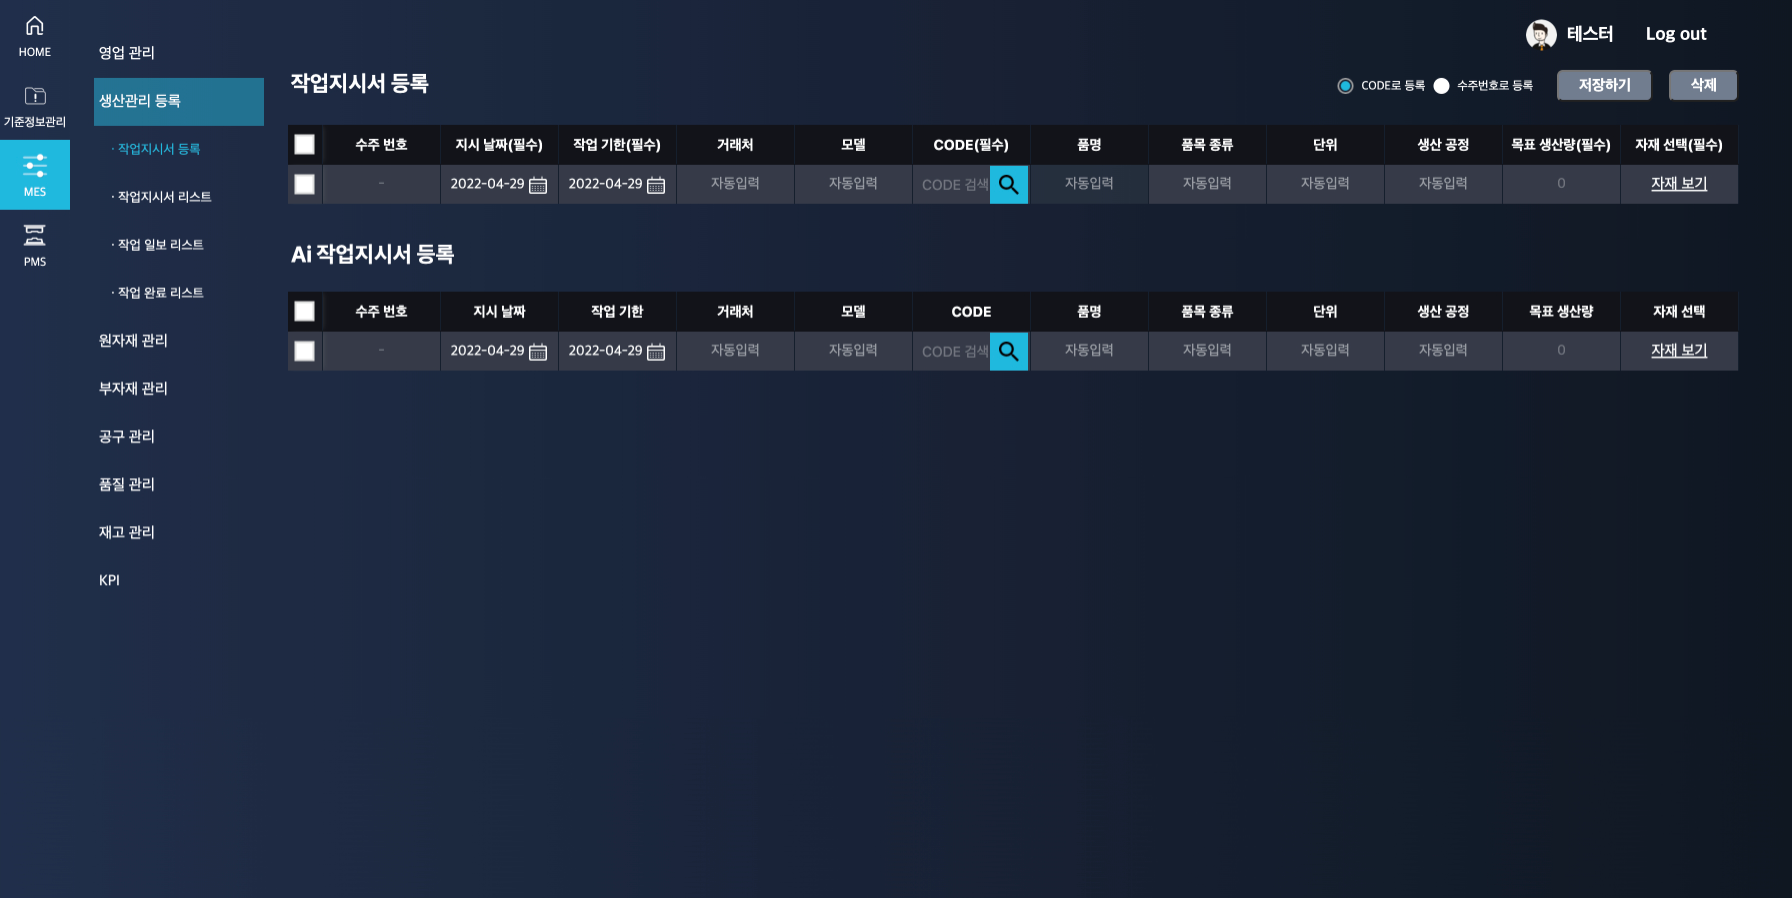 HOME
기준정보관리
MES
PMS
영업 관리
생산관리 등록
· 작업지시서 등록
· 작업지시서 리스트
· 작업 일보 리스트
· 작업 완료 리스트
원자재 관리
부자재 관리
공구 관리
품질 관리
재고 관리
KPI
테스터 Log out
작업지시서 등록
CODE로 등록 수주번호로 등록 저장하기 삭제
수주 번호 지시 날짜(필수) 작업 기한(필수) 거래처 모델 CODE(필수) 품명 품목 종류 단위 생산 공정 목표 생산량(필수) 자재 선택(필수)
- 2022-04-29 2022-04-29 자동입력 자동입력 CODE 검색 자동입력 자동입력 자동입력 자동입력 0 자재 보기
Ai 작업지시서 등록
수주 번호 지시 날짜 작업 기한 거래처 모델 CODE 품명 품목 종류 단위 생산 공정 목표 생산량 자재 선택
- 2022-04-29 2022-04-29 자동입력 자동입력 CODE 검색 자동입력 자동입력 자동입력 자동입력 0 자재 보기